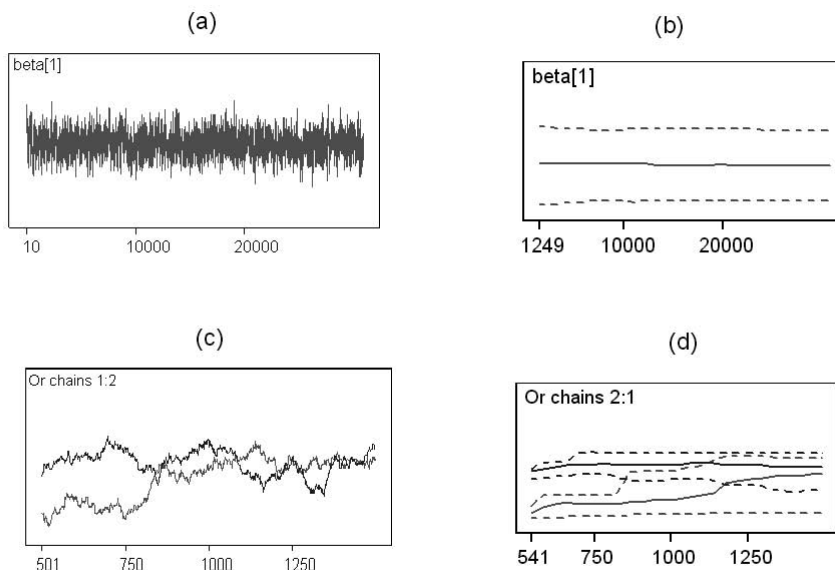 (a)
beta[1]
10 10000 20000
(b)
beta[1]
1249 10000 20000
(c)
Or chains 1:2
501 750 1000 1250
(d)
Or chains 2:1
541 750 1000 1250